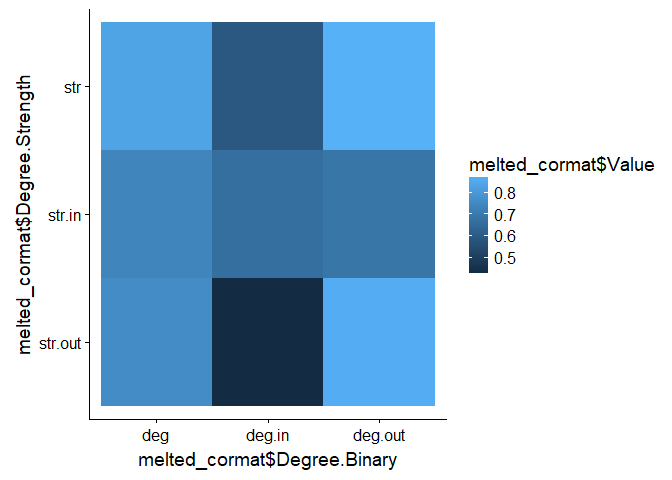 melted_cormat$Degree.Strength
str
str.in
str.out
deg
deg.in
deg.out
melted_cormat$Degree.Binary
melted_cormat$Value
0.8
0.7
0.6
0.5